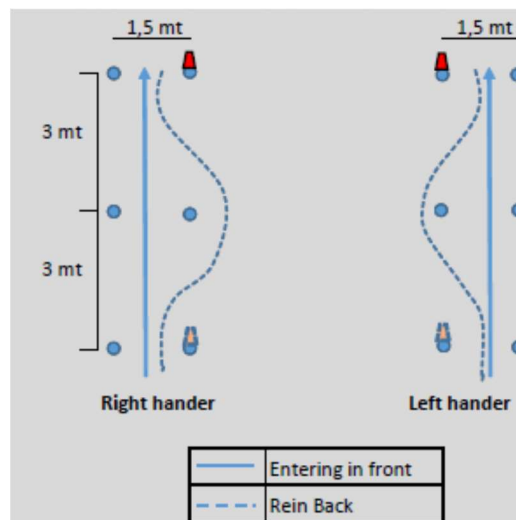 1,5 mt
1,5 mt
3 mt
3 mt
Right hander
Left hander
Entering in front
Rein Back